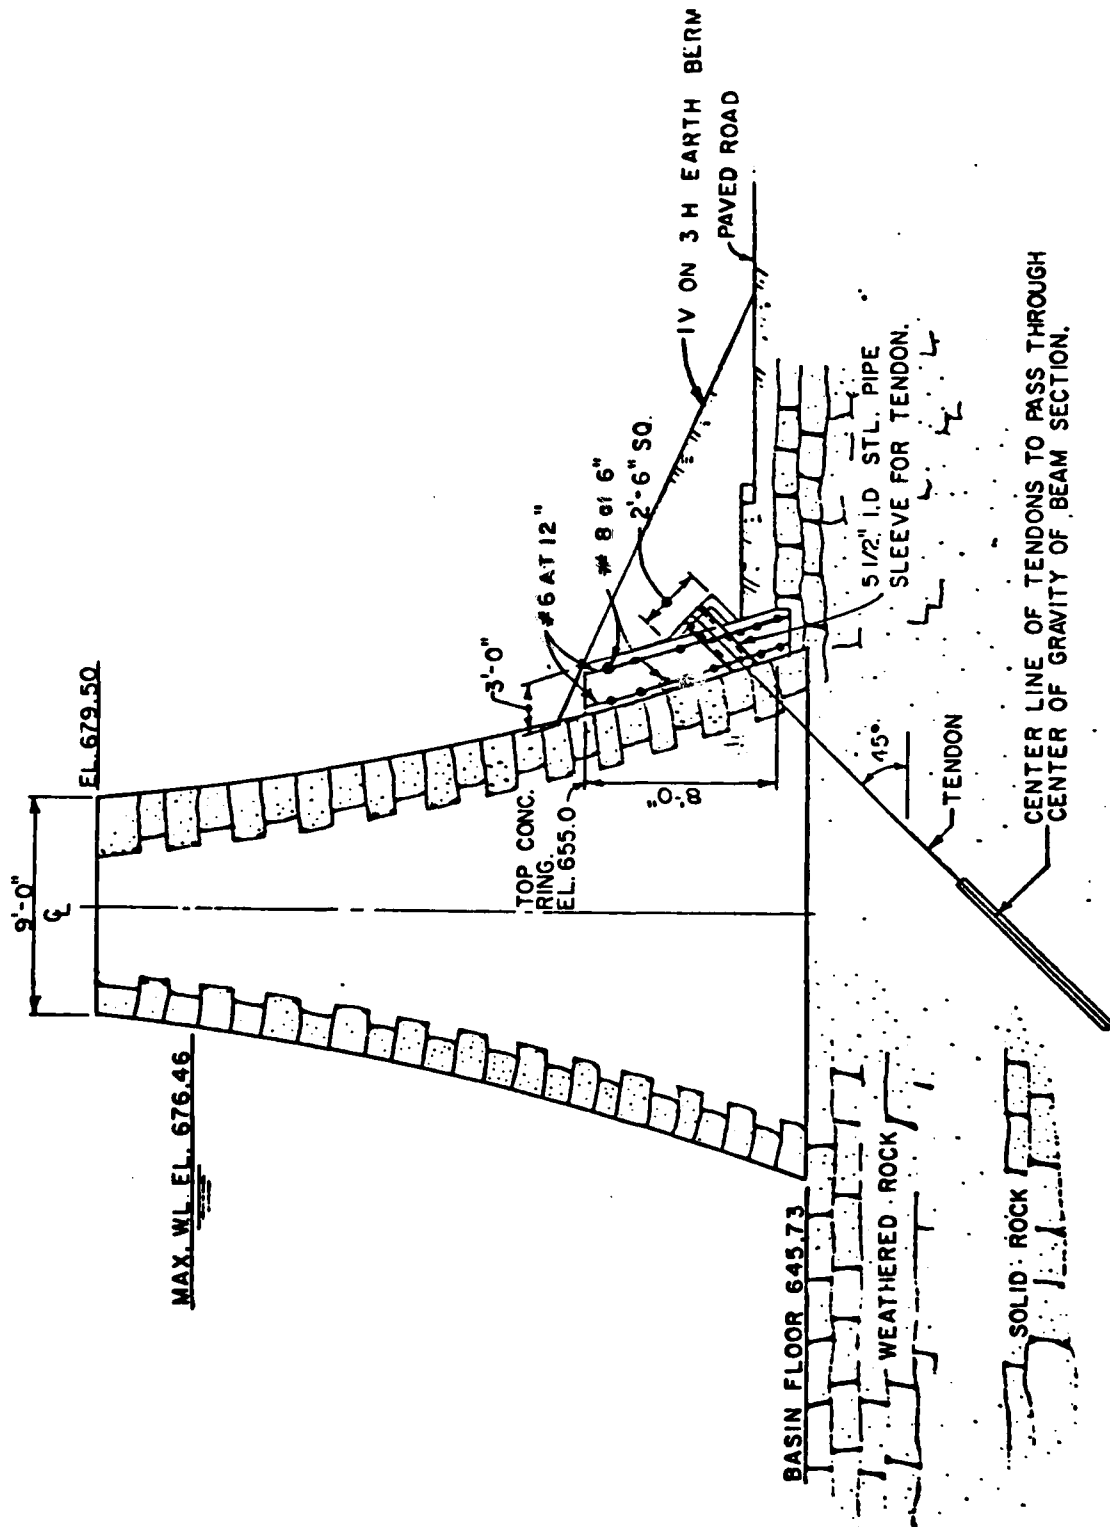 9'-0"
C̲L
EL. 679.50
MAX. WL. EL. 676.46
3'-0"
#6 AT 12"
# 8 at 6"
2'-6" SQ.
1V ON 3 H EARTH BERM
PAVED ROAD
TOP CONC.
RING.
EL. 655.0
8'-0"
5 1/2" I.D STL. PIPE
SLEEVE FOR TENDON.
45°
TENDON
CENTER LINE OF TENDONS TO PASS THROUGH
CENTER OF GRAVITY OF BEAM SECTION.
BASIN FLOOR 645.73
WEATHERED ROCK
SOLID ROCK